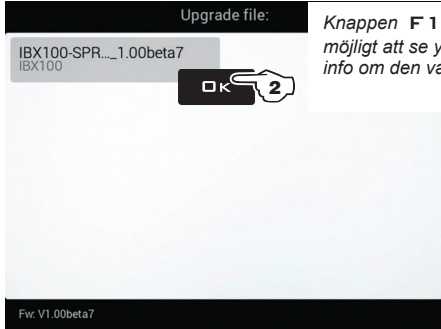 Upgrade file:
IBX100-SPR..._1.00beta7
IBX100
OK
2
Knappen F1
möjligt att se
info om den
Fw: V1.00beta7